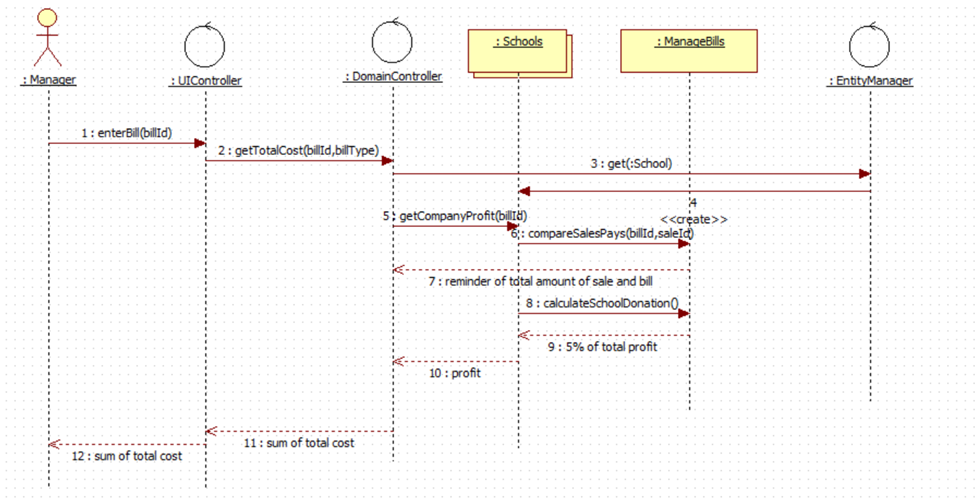 : Manager
: UIController
: DomainController
: Schools
: ManageBills
: EntityManager
1 : enterBill(billId)
2 : getTotalCost(billId,billType)
3 : get(:School)
4
<<create>>
5 : getCompanyProfit(billId)
6 : compareSalesPays(billId,saleId)
7 : reminder of total amount of sale and bill
8 : calculateSchoolDonation()
9 : 5% of total profit
10 : profit
11 : sum of total cost
12 : sum of total cost